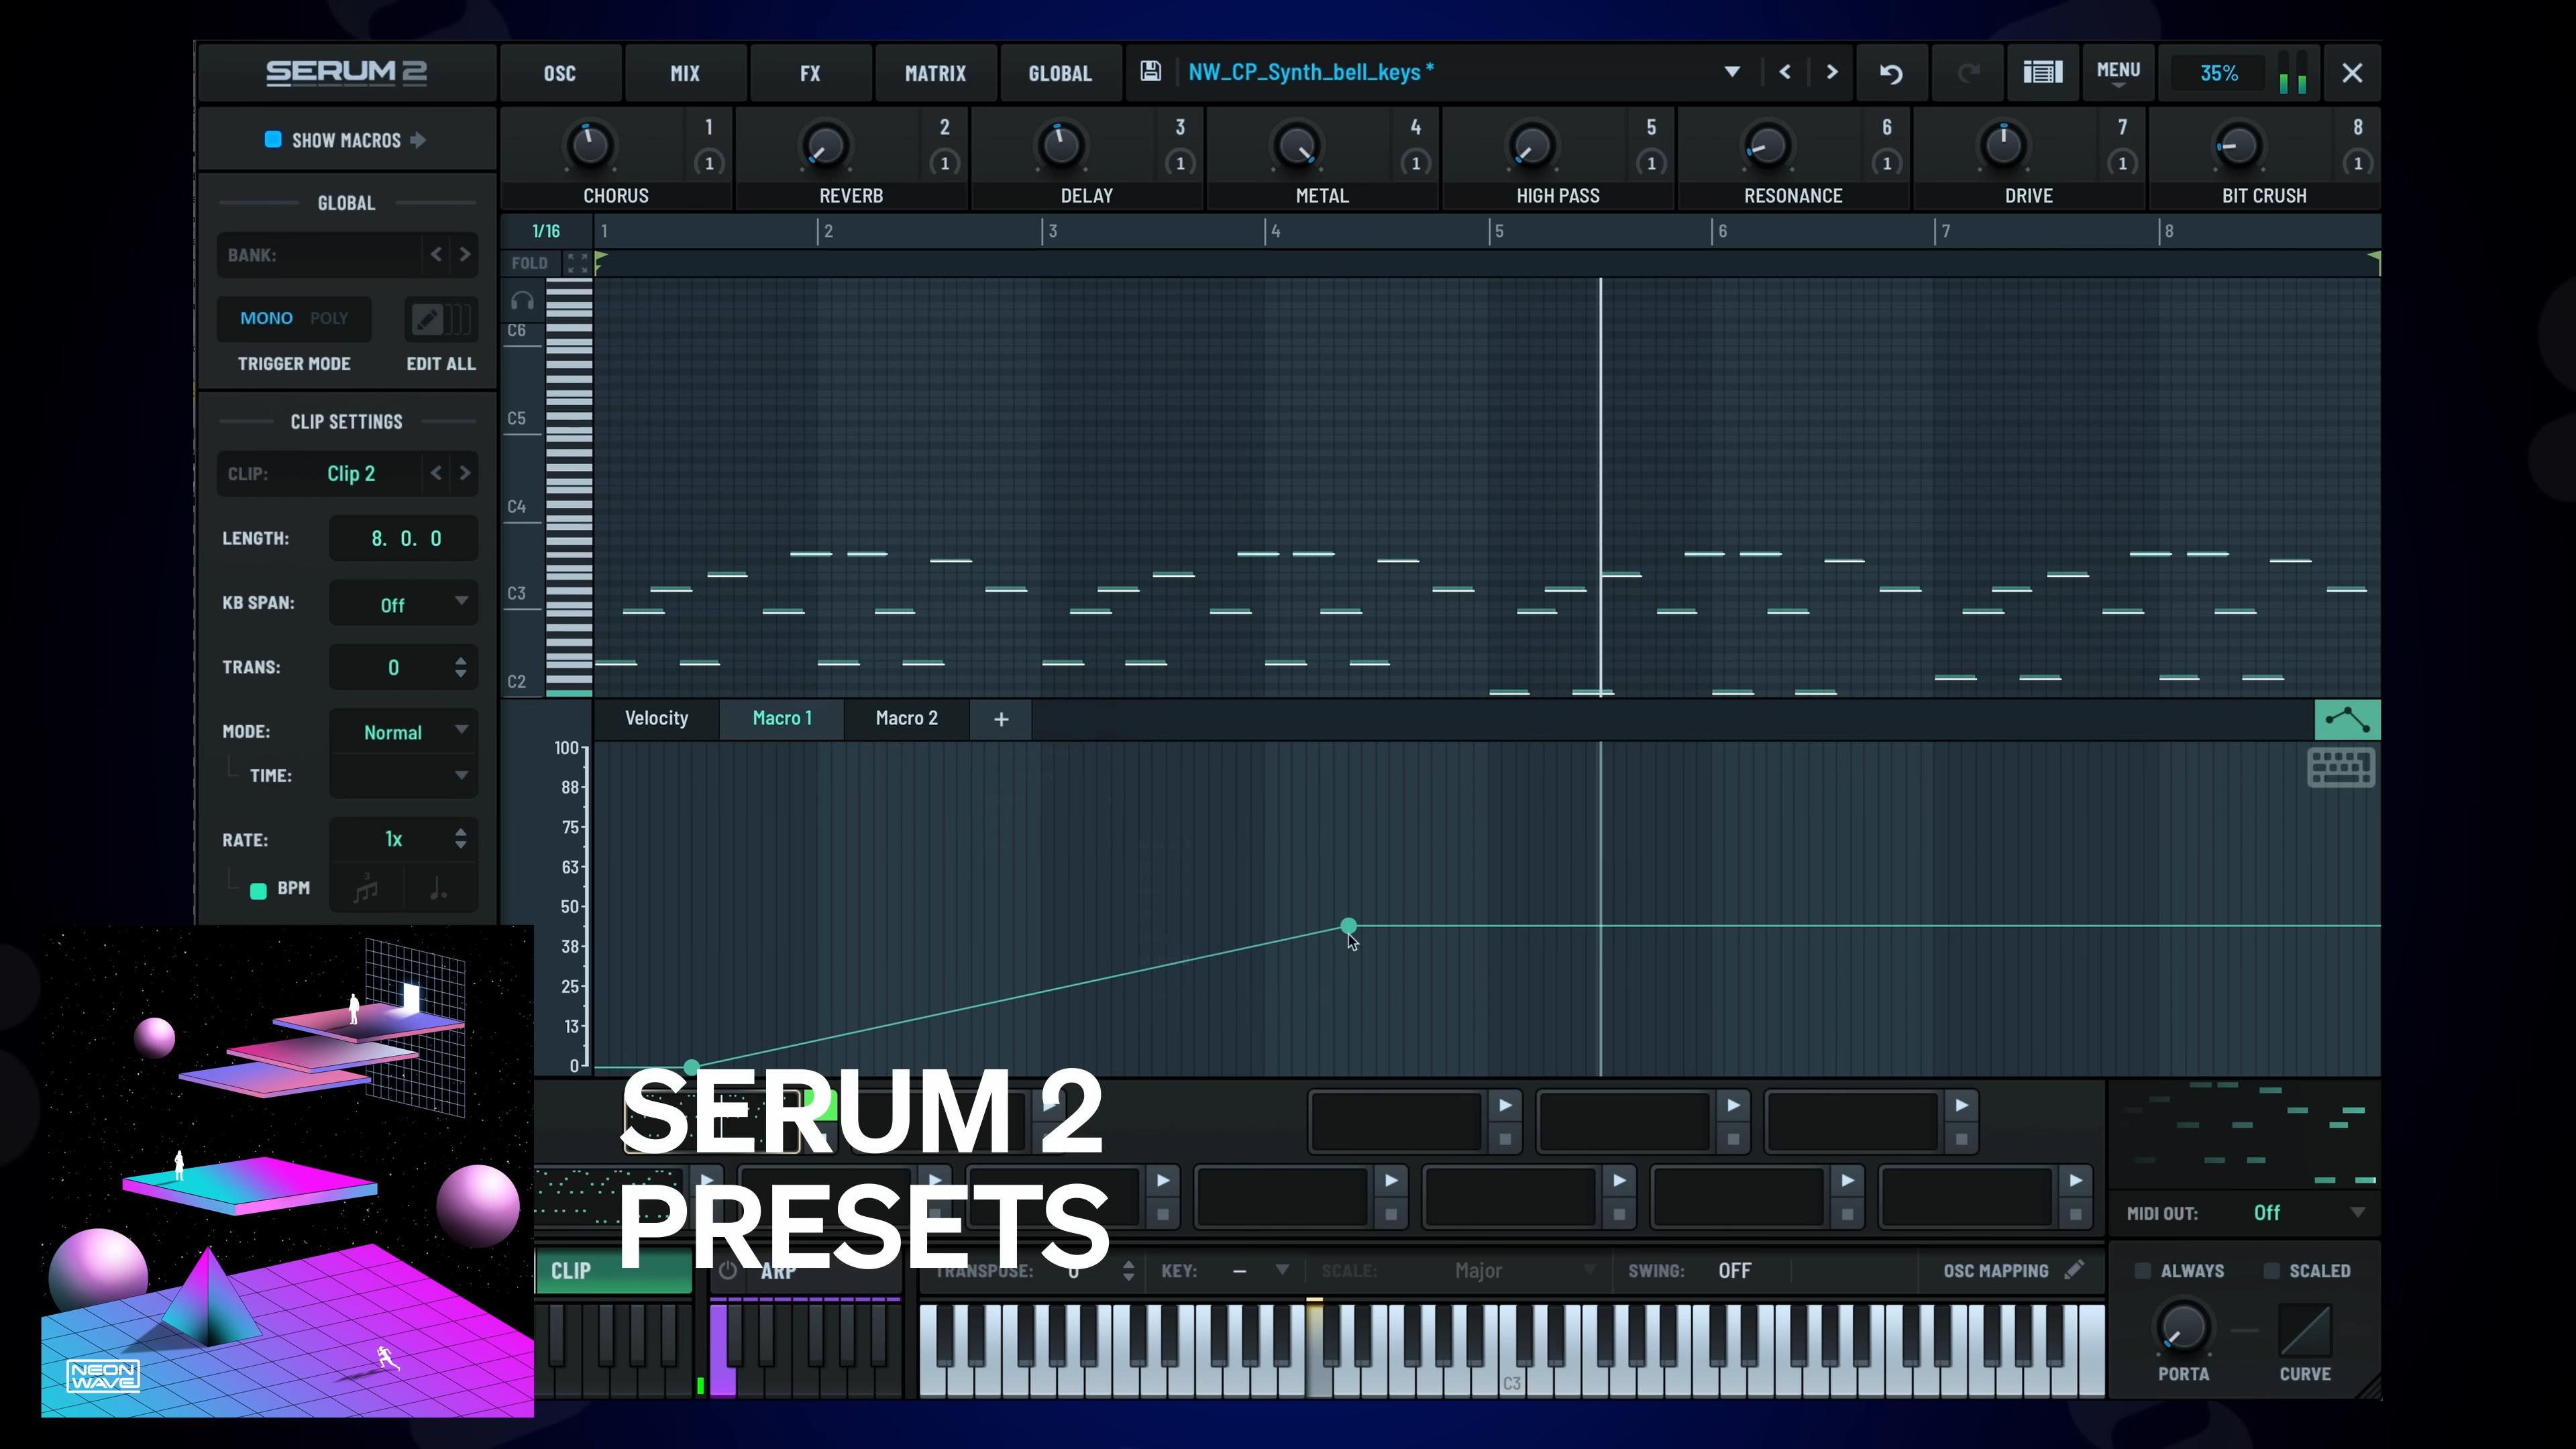 SERUM 2
OSC
MIX
FX
MATRIX
GLOBAL
NW_CP_Synth_bell_keys *
MENU
35%
SHOW MACROS
1
1
CHORUS
2
1
REVERB
3
1
DELAY
4
1
METAL
5
1
HIGH PASS
6
1
RESONANCE
7
1
DRIVE
8
1
BIT CRUSH
GLOBAL
BANK:
MONO POLY
TRIGGER MODE
EDIT ALL
1/16
1 2 3 4 5 6 7 8
FOLD
C6
C5
C4
C3
C2
CLIP SETTINGS
CLIP: Clip 2
LENGTH: 8. 0. 0
KB SPAN: Off
TRANS: 0
MODE: Normal
TIME:
RATE: 1x
BPM
3
Velocity
Macro 1
Macro 2
+
100
88
75
63
50
38
25
13
0
SERUM 2
PRESETS
NEON
WAVE
MIDI OUT: Off
CLIP
ARP
TRANSPOSE: 0
KEY: –
SCALE: Major
SWING: OFF
OSC MAPPING
ALWAYS
SCALED
C3
PORTA
CURVE